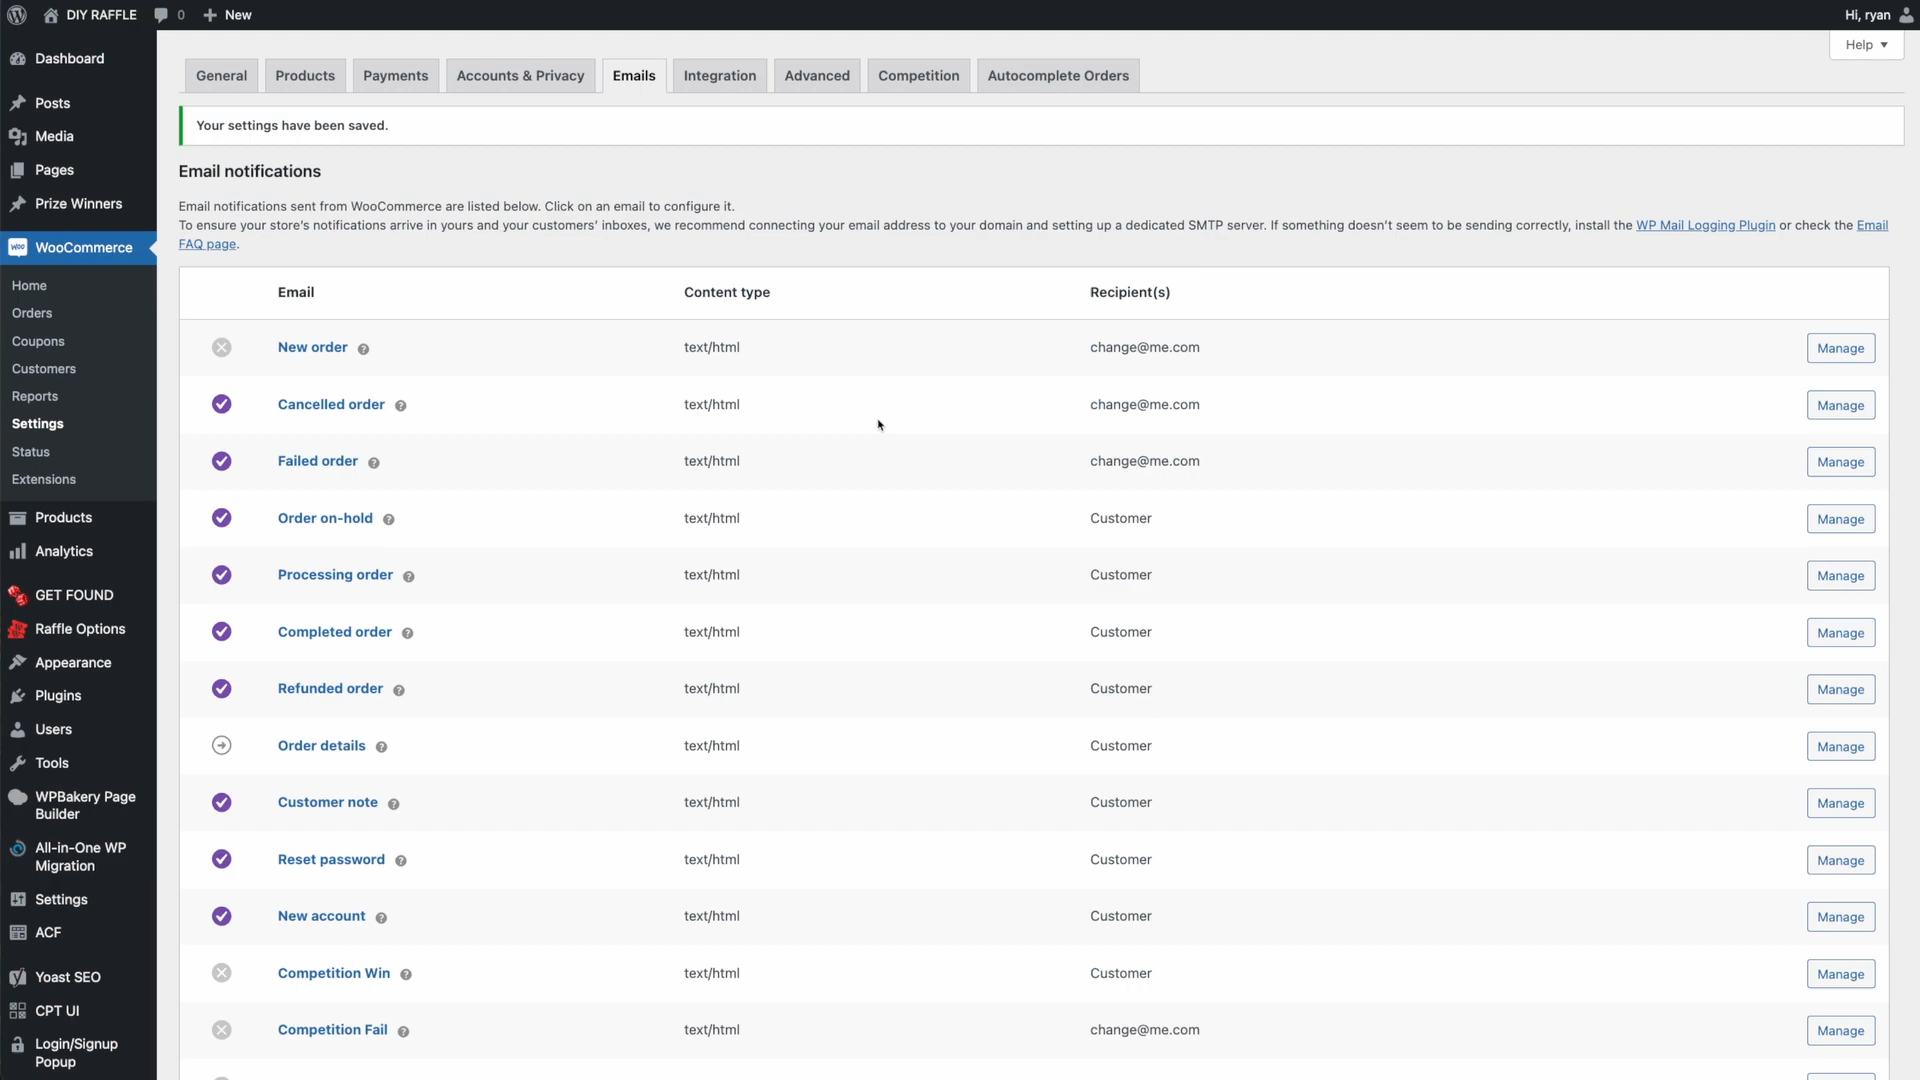 DIY RAFFLE
0
New
Hi, ryan
Help
Dashboard
Posts
Media
Pages
Prize Winners
WooCommerce
Home
Orders
Coupons
Customers
Reports
Settings
Status
Extensions
Products
Analytics
GET FOUND
Raffle Options
Appearance
Plugins
Users
Tools
WPBakery Page
Builder
All-in-One WP
Migration
Settings
ACF
Yoast SEO
CPT UI
Login/Signup
Popup
General Products Payments Accounts & Privacy Emails Integration Advanced Competition Autocomplete Orders
Your settings have been saved.
Email notifications
Email notifications sent from WooCommerce are listed below. Click on an email to configure it.
To ensure your store’s notifications arrive in yours and your customers’ inboxes, we recommend connecting your email address to your domain and setting up a dedicated SMTP server. If something doesn’t seem to be sending correctly, install the WP Mail Logging Plugin or check the Email
FAQ page.
Email Content type Recipient(s)
New order text/html change@me.com Manage
Cancelled order text/html change@me.com Manage
Failed order text/html change@me.com Manage
Order on-hold text/html Customer Manage
Processing order text/html Customer Manage
Completed order text/html Customer Manage
Refunded order text/html Customer Manage
Order details text/html Customer Manage
Customer note text/html Customer Manage
Reset password text/html Customer Manage
New account text/html Customer Manage
Competition Win text/html Customer Manage
Competition Fail text/html change@me.com Manage